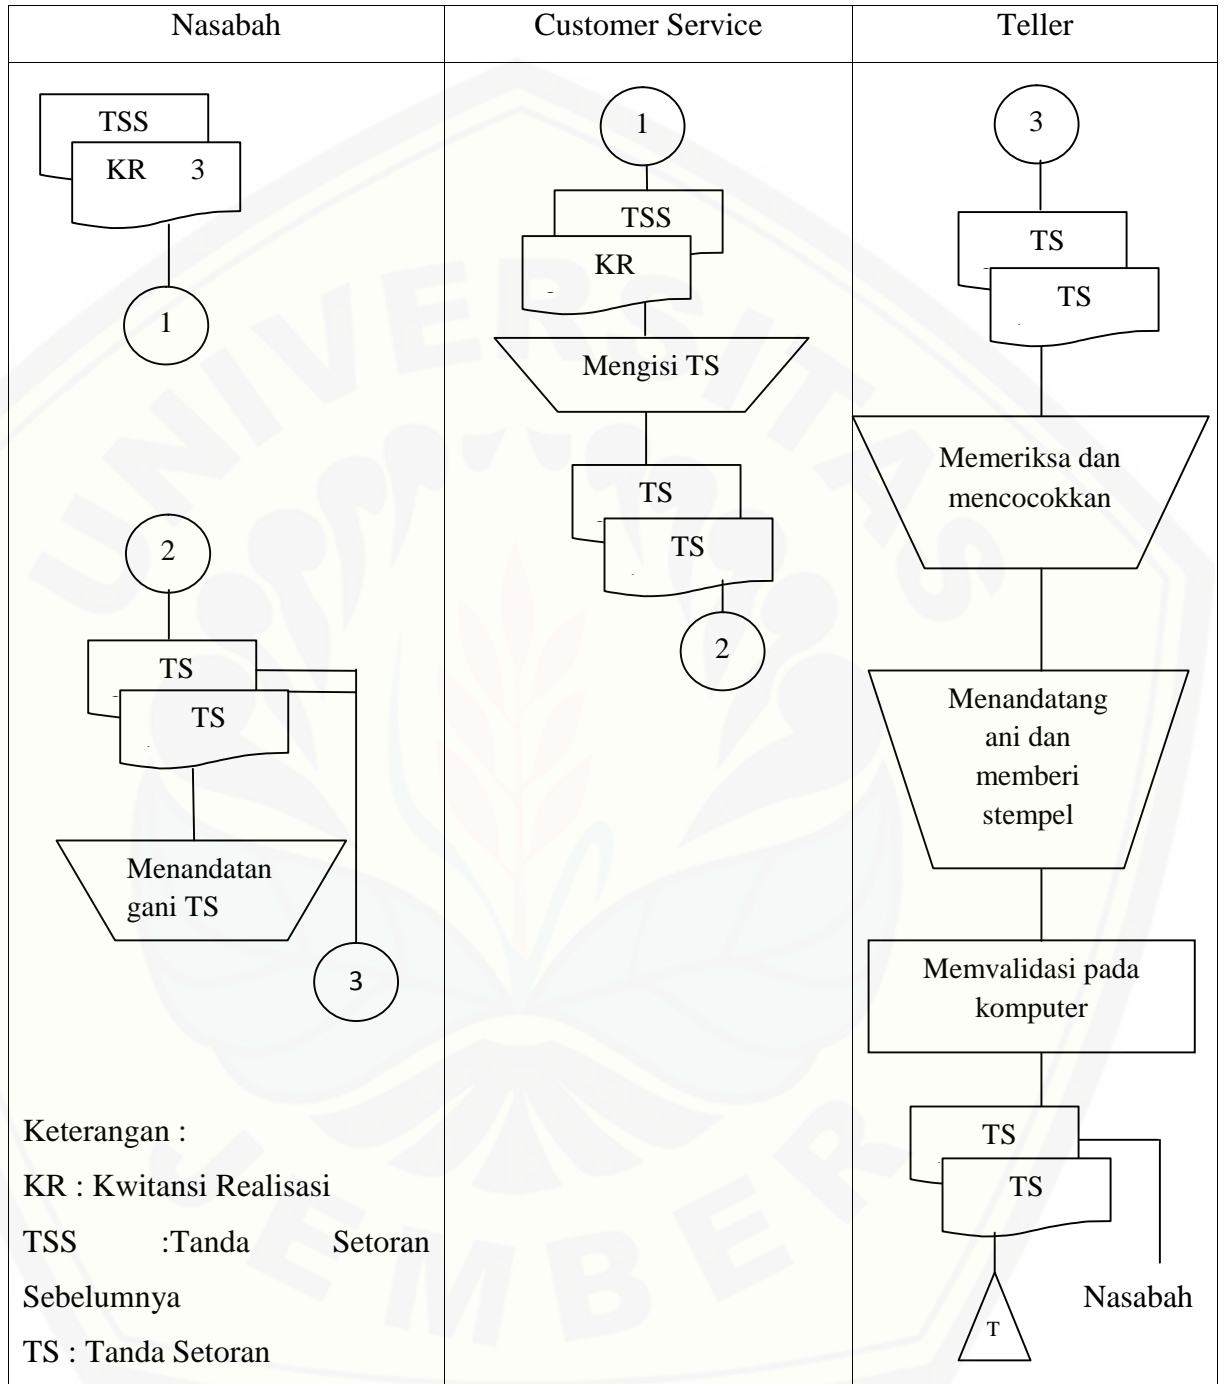 Nasabah
Customer Service
Teller
TSS
KR 3
1
2
TS
TS
Menandatan
gani TS
3
Keterangan :
KR : Kwitansi Realisasi
TSS :Tanda Setoran
Sebelumnya
TS : Tanda Setoran
1
TSS
KR
Mengisi TS
TS
TS
2
3
TS
TS
Memeriksa dan
mencocokkan
Menandatang
ani dan
memberi
stempel
Memvalidasi pada
komputer
TS
TS
Nasabah
T
UNIVERSITAS
JEMBER